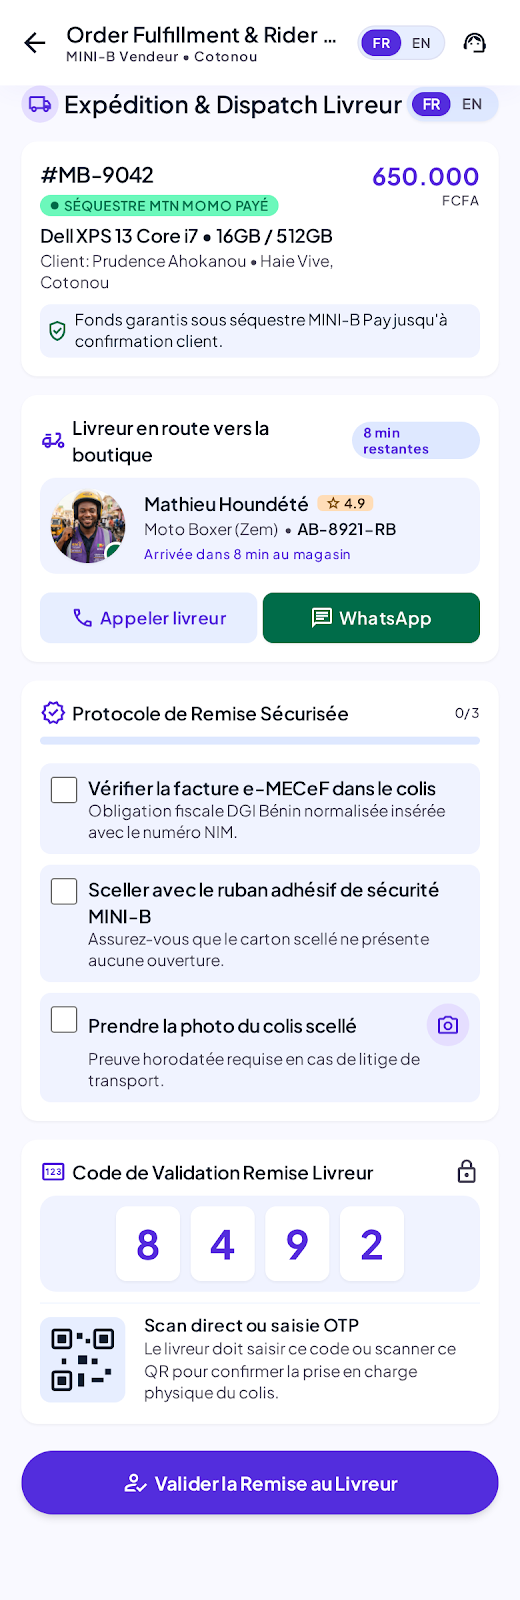 Order Fulfillment & Rider ...
MINI-B Vendeur • Cotonou
FR EN
Expédition & Dispatch Livreur
FR EN
#MB-9042
650.000
SÉQUESTRE MTN MOMO PAYÉ
FCFA
Dell XPS 13 Core i7 • 16GB / 512GB
Client: Prudence Ahokanou • Haie Vive,
Cotonou
Fonds garantis sous séquestre MINI-B Pay jusqu'à
confirmation client.
Livreur en route vers la
boutique
8 min
restantes
Mathieu Houndété
4.9
Moto Boxer (Zem) • AB-8921-RB
Arrivée dans 8 min au magasin
Appeler livreur
WhatsApp
Protocole de Remise Sécurisée
0/3
Vérifier la facture e-MECeF dans le colis
Obligation fiscale DGI Bénin normalisée insérée
avec le numéro NIM.
Sceller avec le ruban adhésif de sécurité
MINI-B
Assurez-vous que le carton scellé ne présente
aucune ouverture.
Prendre la photo du colis scellé
Preuve horodatée requise en cas de litige de
transport.
123
Code de Validation Remise Livreur
8 4 9 2
Scan direct ou saisie OTP
Le livreur doit saisir ce code ou scanner ce
QR pour confirmer la prise en charge
physique du colis.
Valider la Remise au Livreur